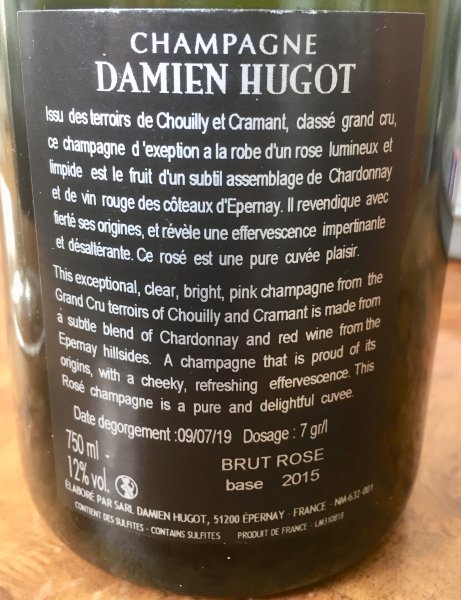 CHAMPAGNE
DAMIEN HUGOT
Issu des terroirs de Chouilly et Cramant, classé grand cru,
ce champagne d'exeption a la robe d'un rose lumineux et
limpide est le fruit d'un subtil assemblage de Chardonnay
et de vin rouge des côteaux d'Epernay. Il revendique avec
fierté ses origines, et révèle une effervescence impertinante
et désaltérante. Ce rosé est une pure cuvée plaisir.
This exceptional, clear, bright, pink champagne from the
Grand Cru terroirs of Chouilly and Cramant is made from
a subtle blend of Chardonnay and red wine from the
Epernay hillsides. A champagne that is proud of its
origins, with a cheeky, refreshing effervescence. This
Rosé champagne is a pure and delightful cuvee.
Date degorgement :09/07/19 Dosage : 7 gr/l
750 ml -
12% vol.
BRUT ROSE
base 2015
ÉLABORÉ PAR SARL DAMIEN HUGOT, 51200 ÉPERNAY - FRANCE - NM-632-001
CONTIENT DES SULFITES - CONTAINS SULFITES PRODUIT DE FRANCE - LM310818